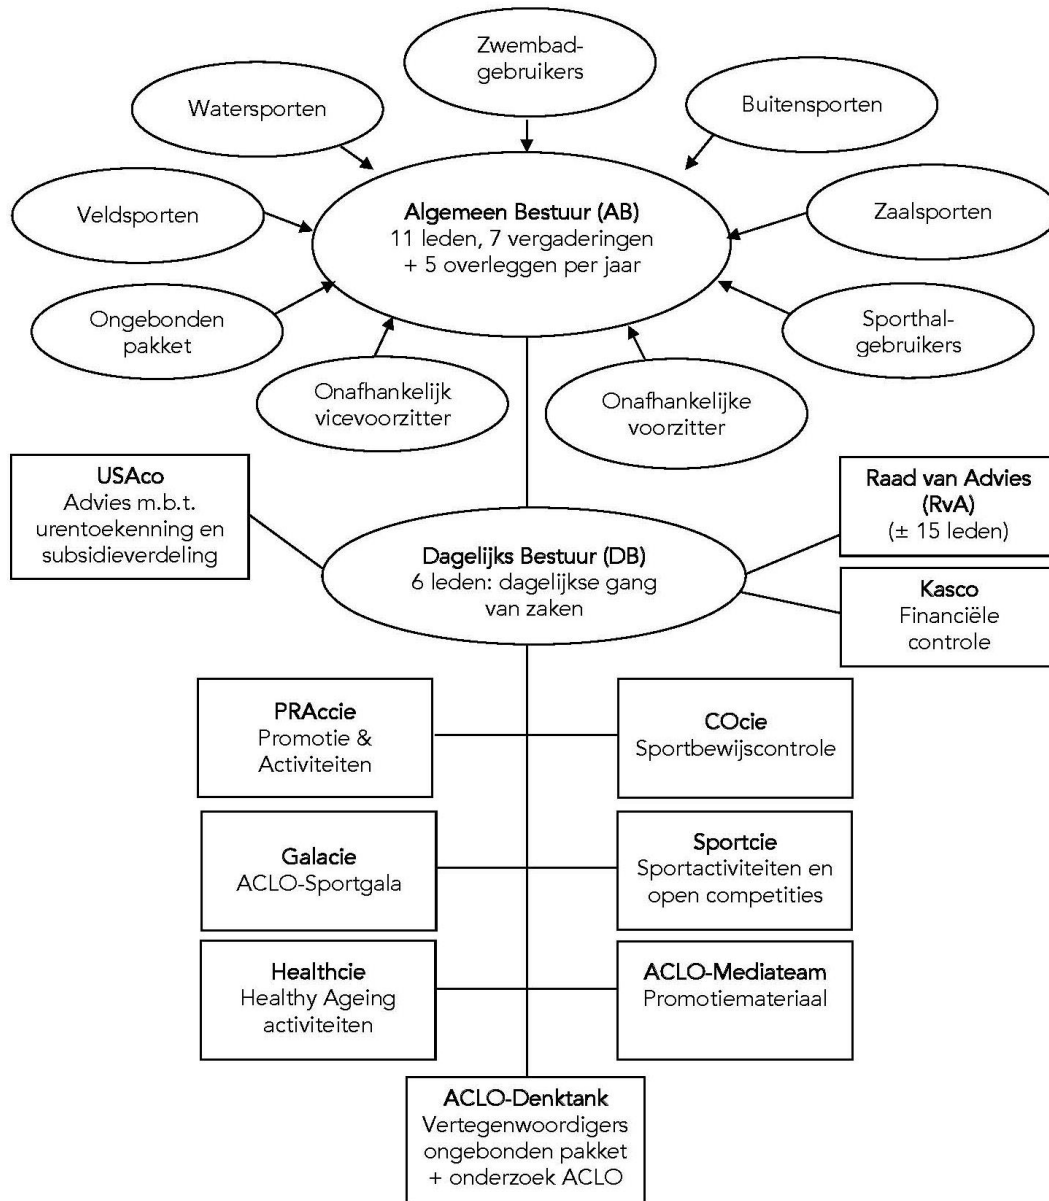 Zwembad-
gebruikers
Watersporten
Buitensporten
Veldsporten
Algemeen Bestuur (AB)
11 leden, 7 vergaderingen
+ 5 overleggen per jaar
Zaalsporten
Ongebonden
pakket
Sporthal-
gebruikers
Onafhankelijk
vicevoorzitter
Onafhankelijke
voorzitter
USAco
Advies m.b.t.
urentoekenning en
subsidieverdeling
Raad van Advies
(RvA)
(± 15 leden)
Dagelijks Bestuur (DB)
6 leden: dagelijkse gang
van zaken
Kasco
Financiële
controle
PRAccie
Promotie &
Activiteiten
COcie
Sportbewijscontrole
Galacie
ACLO-Sportgala
Sportcie
Sportactiviteiten en
open competities
Healthcie
Healthy Ageing
activiteiten
ACLO-Mediateam
Promotiemateriaal
ACLO-Denktank
Vertegenwoordigers
ongebonden pakket
+ onderzoek ACLO